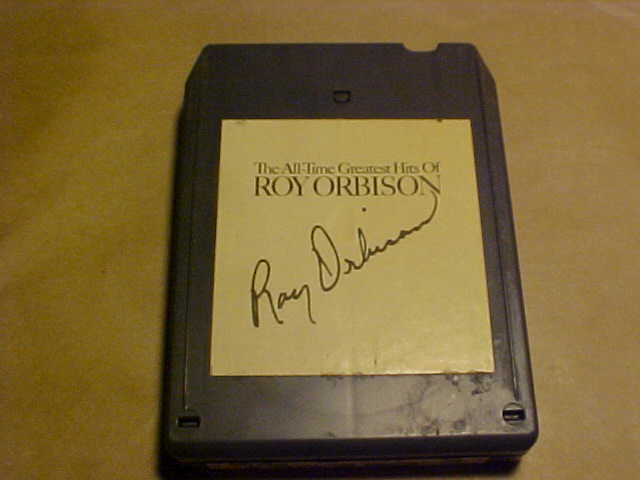 The All-Time Greatest Hits Of
ROY ORBISON
Roy Orbison